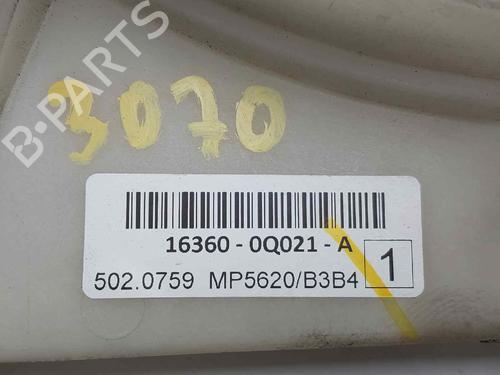 B-PARTS
3070
16360 - 0Q021 - A
502.0759 MP5620/B3B4
1